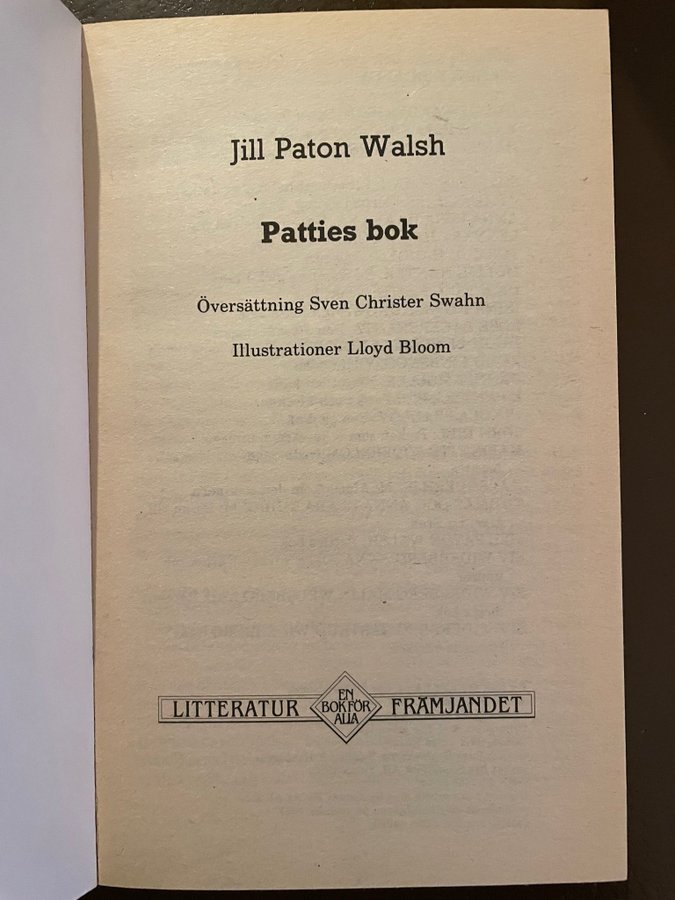 Jill Paton Walsh
Patties bok
Översättning Sven Christer Swahn
Illustrationer Lloyd Bloom
LITTERATUR
EN
BOK FÖR
ALLA
FRÄMJANDET